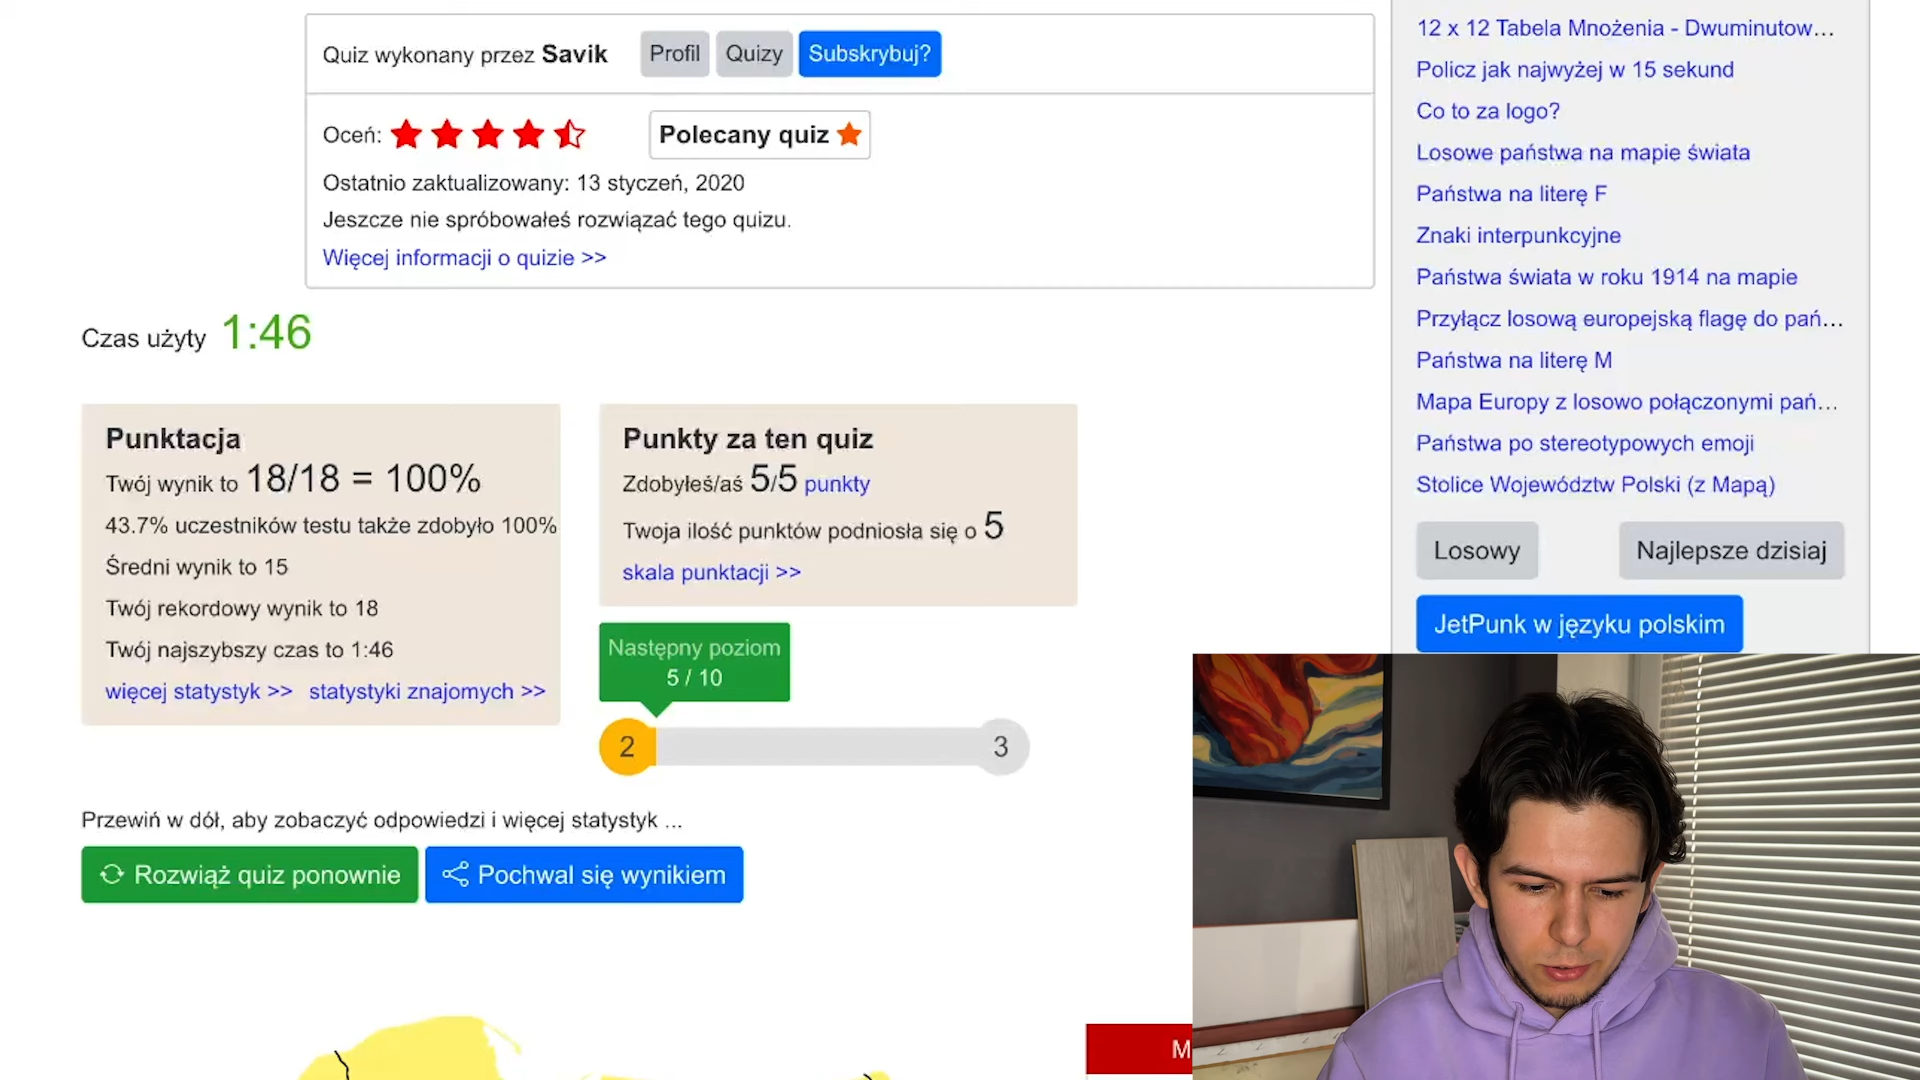 Quiz wykonany przez Savik Profil Quizy Subskrybuj?
Oceń: Polecany quiz
Ostatnio zaktualizowany: 13 styczeń, 2020
Jeszcze nie spróbowałeś rozwiązać tego quizu.
Więcej informacji o quizie >>
Czas użyty 1:46
Punktacja
Twój wynik to 18/18 = 100%
43.7% uczestników testu także zdobyło 100%
Średni wynik to 15
Twój rekordowy wynik to 18
Twój najszybszy czas to 1:46
więcej statystyk >> statystyki znajomych >>
Punkty za ten quiz
Zdobyłeś/aś 5/5 punkty
Twoja ilość punktów podniosła się o 5
skala punktacji >>
Następny poziom
5 / 10
2 3
Przewiń w dół, aby zobaczyć odpowiedzi i więcej statystyk ...
Rozwiąż quiz ponownie Pochwal się wynikiem
M
12 x 12 Tabela Mnożenia - Dwuminutow...
Policz jak najwyżej w 15 sekund
Co to za logo?
Losowe państwa na mapie świata
Państwa na literę F
Znaki interpunkcyjne
Państwa świata w roku 1914 na mapie
Przyłącz losową europejską flagę do pań...
Państwa na literę M
Mapa Europy z losowo połączonymi pań...
Państwa po stereotypowych emoji
Stolice Województw Polski (z Mapą)
Losowy Najlepsze dzisiaj
JetPunk w języku polskim